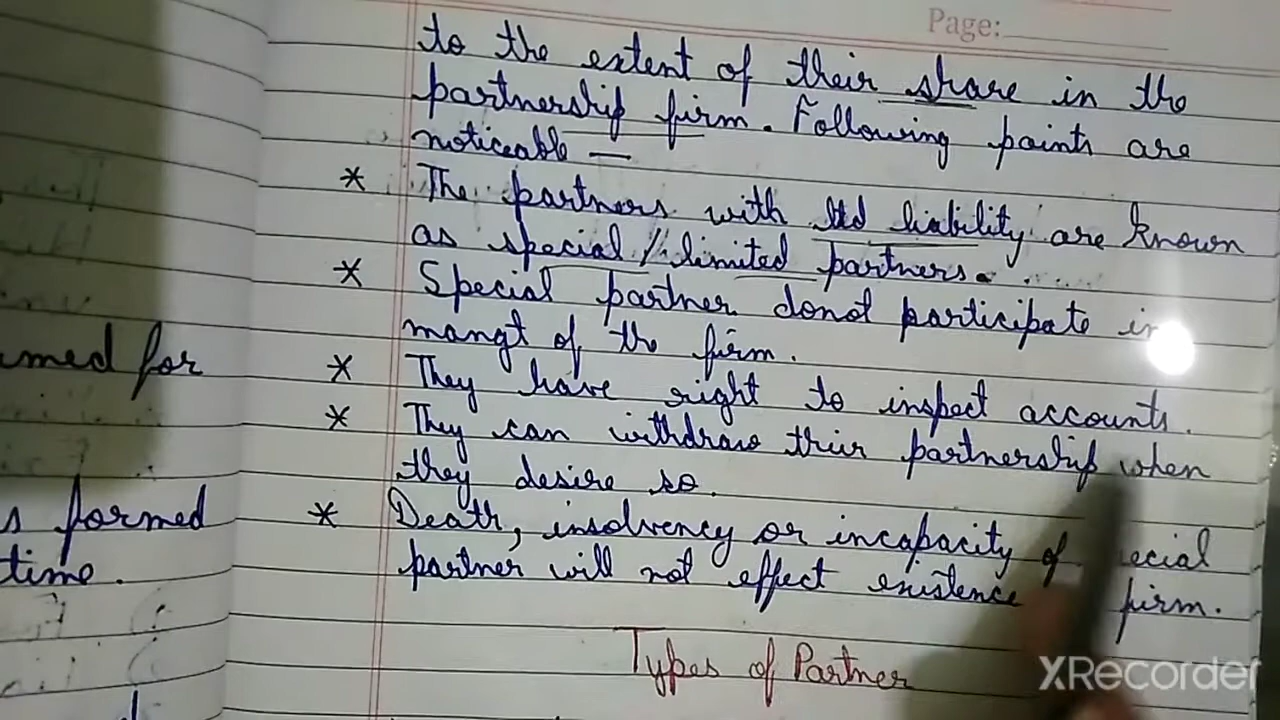 Page:
to the extent of their share in the
partnership firm. Following points are
noticeable —
* The partners with ltd liability are known
as special // limited partners.
* Special partner donot participate in
mangt of the firm.
* They have right to inspect accounts.
* They can withdraw their partnership when
they desire so.
* Death, insolvency or incapacity of ecial
partner will not effect existence firm.
Types of Partner
umed for
s formed
time.
XRecorder